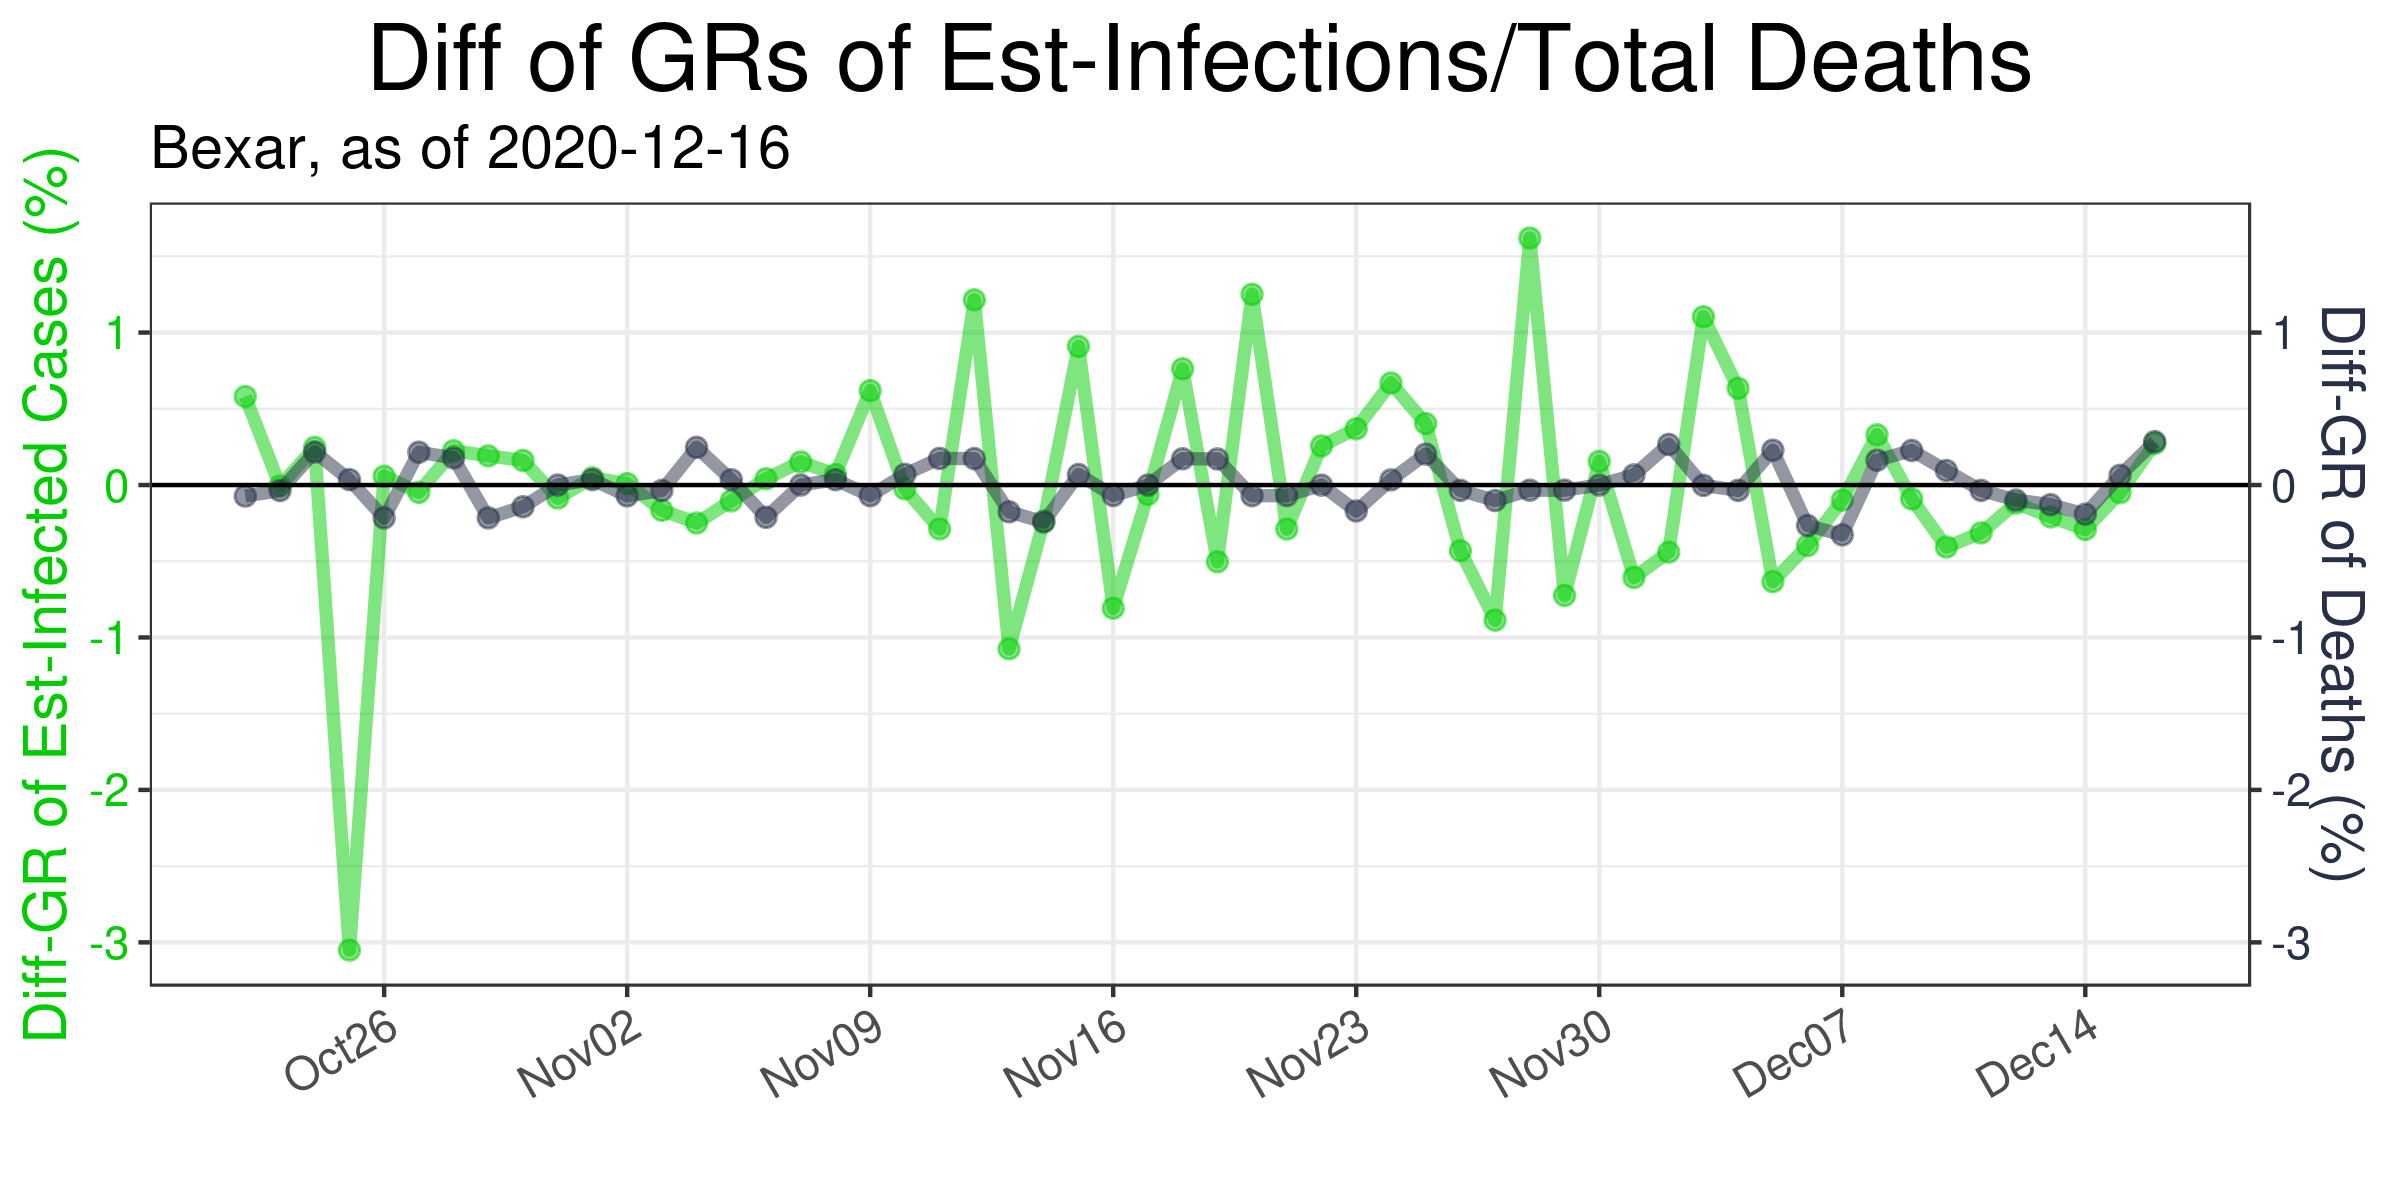 Diff of GRs of Est-Infections/Total Deaths
Bexar, as of 2020-12-16
Diff-GR of Est-Infected Cases (%)
1
0
-1
-2
-3
1
0
-1
-2
-3
Diff-GR of Deaths (%)
Oct26
Nov02
Nov09
Nov16
Nov23
Nov30
Dec07
Dec14